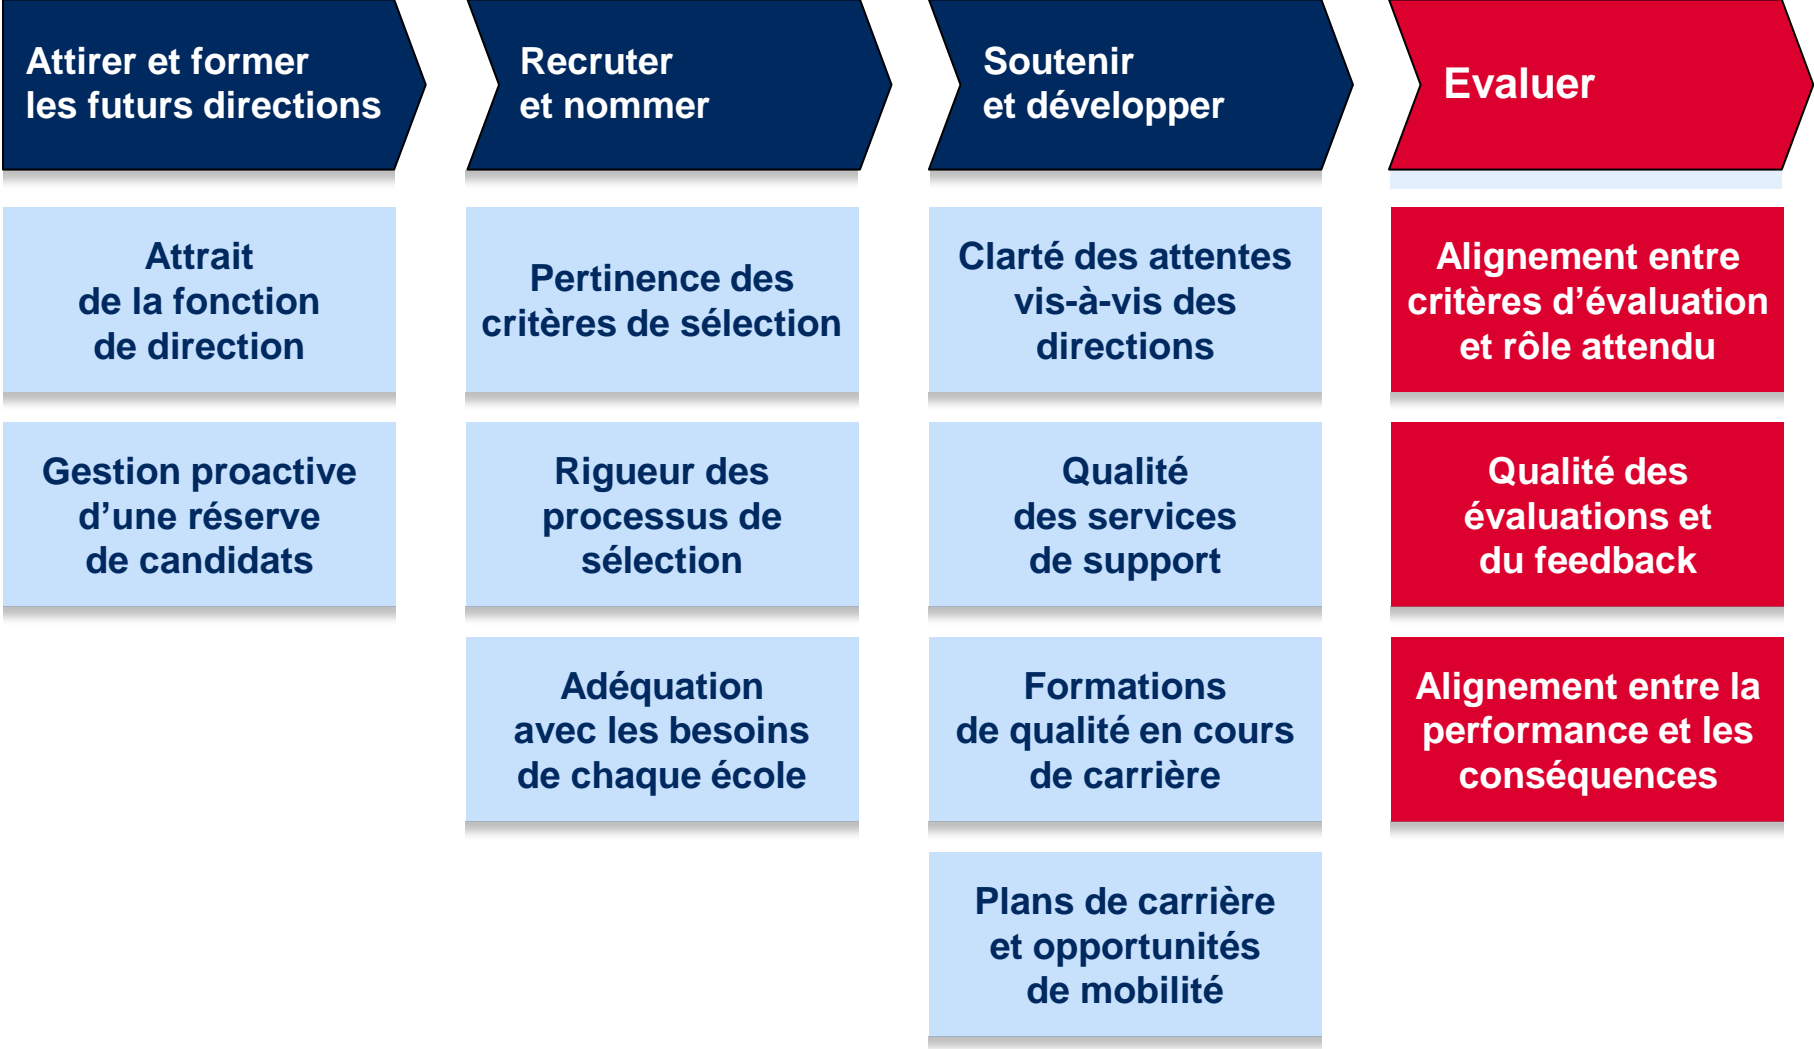 Attirer et former
les futurs directions
Recruter
et nommer
Soutenir
et développer
Evaluer
Attrait
de la fonction
de direction
Gestion proactive
d’une réserve
de candidats
Pertinence des
critères de sélection
Rigueur des
processus de
sélection
Adéquation
avec les besoins
de chaque école
Clarté des attentes
vis-à-vis des
directions
Qualité
des services
de support
Formations
de qualité en cours
de carrière
Plans de carrière
et opportunités
de mobilité
Alignement entre
critères d’évaluation
et rôle attendu
Qualité des
évaluations et
du feedback
Alignement entre la
performance et les
conséquences